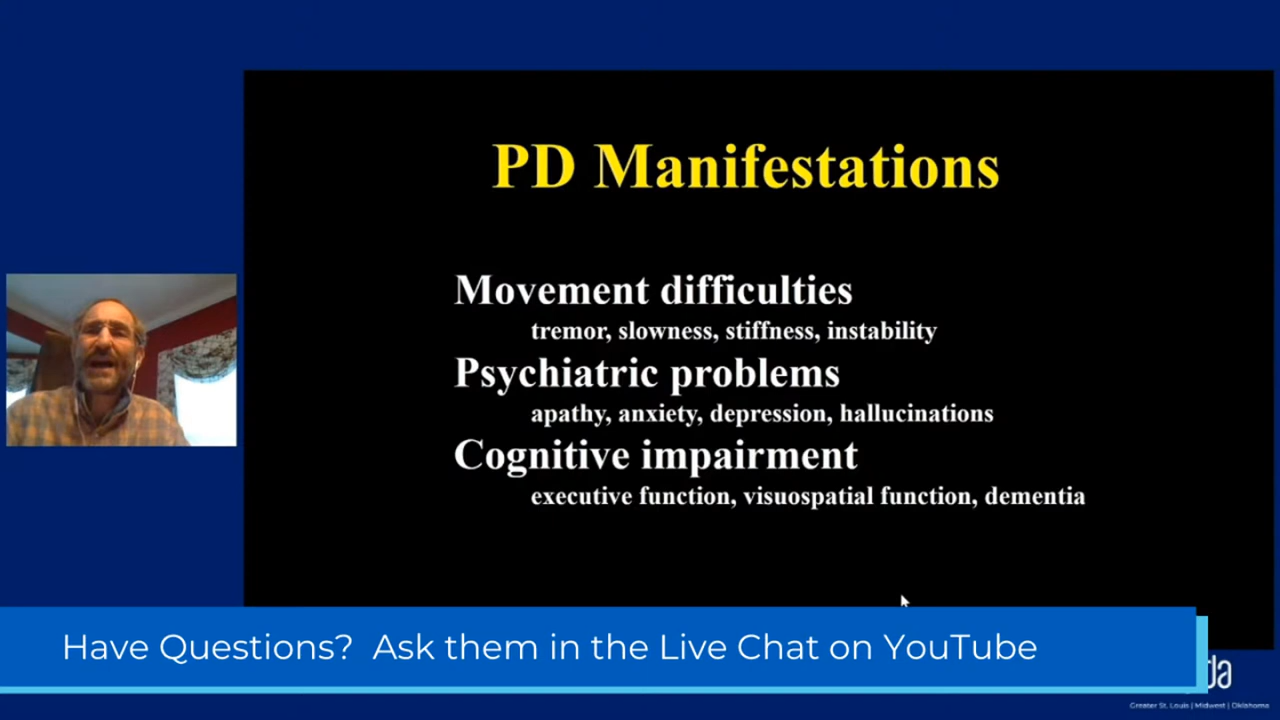 PD Manifestations
Movement difficulties
tremor, slowness, stiffness, instability
Psychiatric problems
apathy, anxiety, depression, hallucinations
Cognitive impairment
executive function, visuospatial function, dementia
Have Questions? Ask them in the Live Chat on YouTube
Greater St. Louis | Midwest | Oklahoma